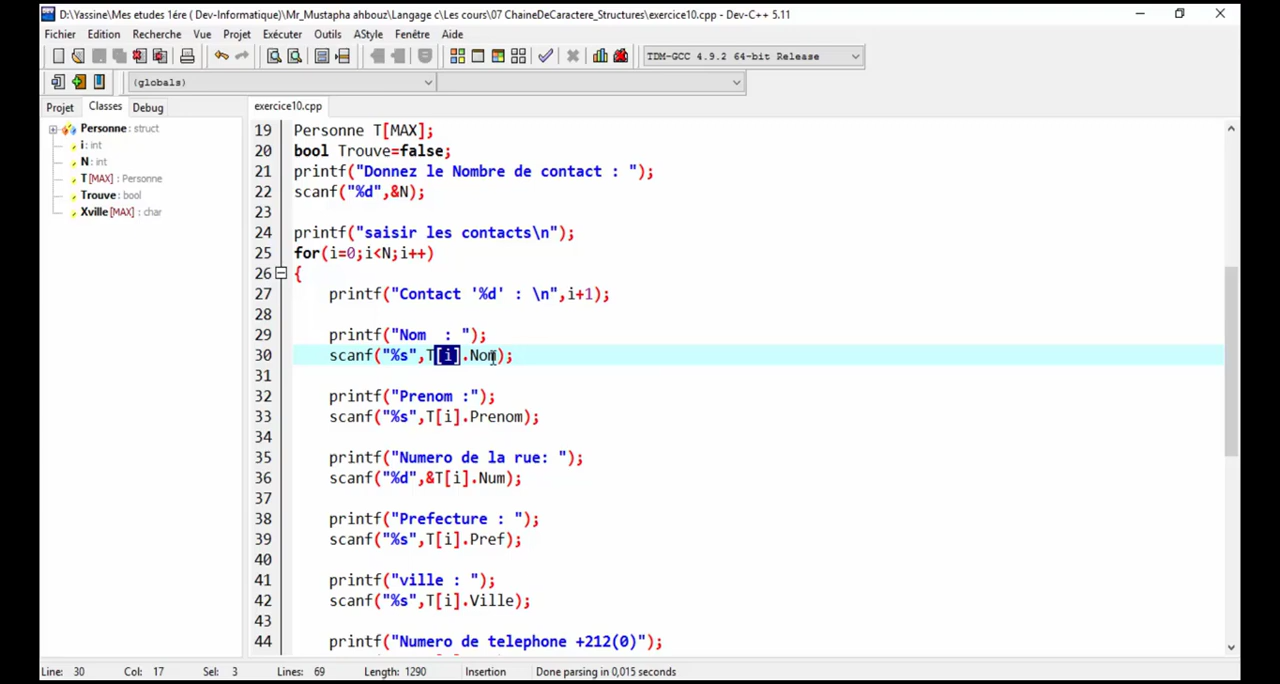 D:\Yassine\Mes etudes 1ére ( Dev-Informatique)\Mr_Mustapha ahbouz\Langage c\Les cours\07 ChaineDeCaractere_Structures\exercice10.cpp - Dev-C++ 5.11
Fichier Edition Recherche Vue Projet Exécuter Outils AStyle Fenêtre Aide
TDM-GCC 4.9.2 64-bit Release
(globals)
Projet Classes Debug
exercice10.cpp
Personne : struct
i : int
N : int
T [MAX] : Personne
Trouve : bool
Xville [MAX] : char
19 Personne T[MAX];
20 bool Trouve=false;
21 printf("Donnez le Nombre de contact : ");
22 scanf("%d",&N);
23
24 printf("saisir les contacts\n");
25 for(i=0;i<N;i++)
26 {
27 printf("Contact '%d' : \n",i+1);
28
29 printf("Nom  : ");
30 scanf("%s",T[i].Nom);
31
32 printf("Prenom :");
33 scanf("%s",T[i].Prenom);
34
35 printf("Numero de la rue: ");
36 scanf("%d",&T[i].Num);
37
38 printf("Prefecture : ");
39 scanf("%s",T[i].Pref);
40
41 printf("ville : ");
42 scanf("%s",T[i].Ville);
43
44 printf("Numero de telephone +212(0)");
Line: 30 Col: 17 Sel: 3 Lines: 69 Length: 1290 Insertion Done parsing in 0,015 seconds